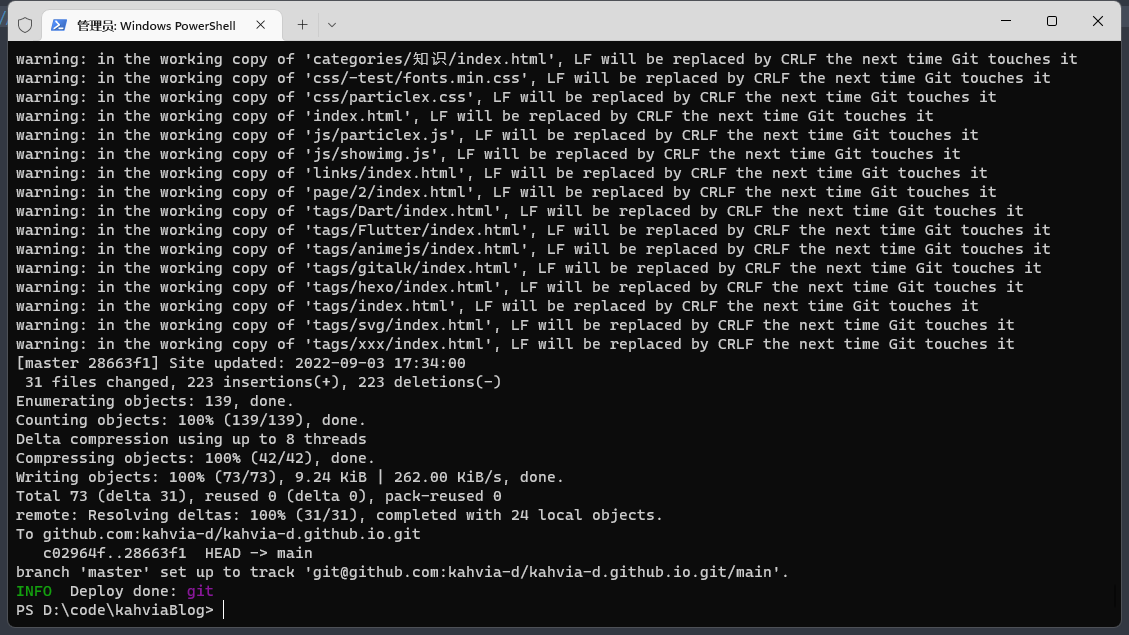 管理员: Windows PowerShell
warning: in the working copy of 'categories/知识/index.html', LF will be replaced by CRLF the next time Git touches it
warning: in the working copy of 'css/-test/fonts.min.css', LF will be replaced by CRLF the next time Git touches it
warning: in the working copy of 'css/particlex.css', LF will be replaced by CRLF the next time Git touches it
warning: in the working copy of 'index.html', LF will be replaced by CRLF the next time Git touches it
warning: in the working copy of 'js/particlex.js', LF will be replaced by CRLF the next time Git touches it
warning: in the working copy of 'js/showimg.js', LF will be replaced by CRLF the next time Git touches it
warning: in the working copy of 'links/index.html', LF will be replaced by CRLF the next time Git touches it
warning: in the working copy of 'page/2/index.html', LF will be replaced by CRLF the next time Git touches it
warning: in the working copy of 'tags/Dart/index.html', LF will be replaced by CRLF the next time Git touches it
warning: in the working copy of 'tags/Flutter/index.html', LF will be replaced by CRLF the next time Git touches it
warning: in the working copy of 'tags/animejs/index.html', LF will be replaced by CRLF the next time Git touches it
warning: in the working copy of 'tags/gitalk/index.html', LF will be replaced by CRLF the next time Git touches it
warning: in the working copy of 'tags/hexo/index.html', LF will be replaced by CRLF the next time Git touches it
warning: in the working copy of 'tags/index.html', LF will be replaced by CRLF the next time Git touches it
warning: in the working copy of 'tags/svg/index.html', LF will be replaced by CRLF the next time Git touches it
warning: in the working copy of 'tags/xxx/index.html', LF will be replaced by CRLF the next time Git touches it
[master 28663f1] Site updated: 2022-09-03 17:34:00
 31 files changed, 223 insertions(+), 223 deletions(-)
Enumerating objects: 139, done.
Counting objects: 100% (139/139), done.
Delta compression using up to 8 threads
Compressing objects: 100% (42/42), done.
Writing objects: 100% (73/73), 9.24 KiB | 262.00 KiB/s, done.
Total 73 (delta 31), reused 0 (delta 0), pack-reused 0
remote: Resolving deltas: 100% (31/31), completed with 24 local objects.
To github.com:kahvia-d/kahvia-d.github.io.git
   c02964f..28663f1  HEAD -> main
branch 'master' set up to track 'git@github.com:kahvia-d/kahvia-d.github.io.git/main'.
INFO  Deploy done: git
PS D:\code\kahviaBlog>